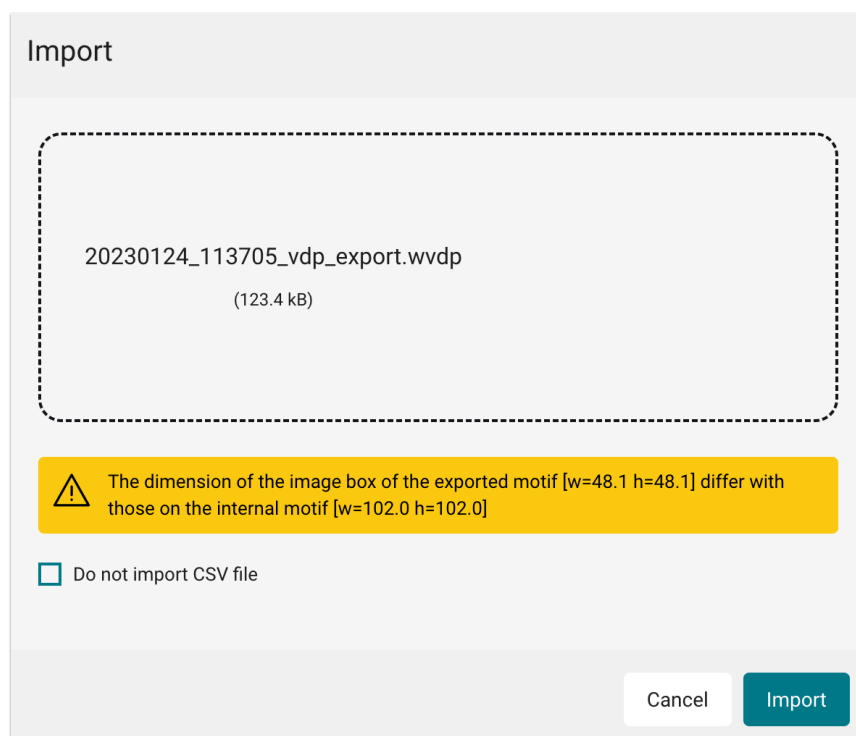 Import
20230124_113705_vdp_export.wvdp
(123.4 kB)
The dimension of the image box of the exported motif [w=48.1 h=48.1] differ with
those on the internal motif [w=102.0 h=102.0]
Do not import CSV file
Cancel
Import